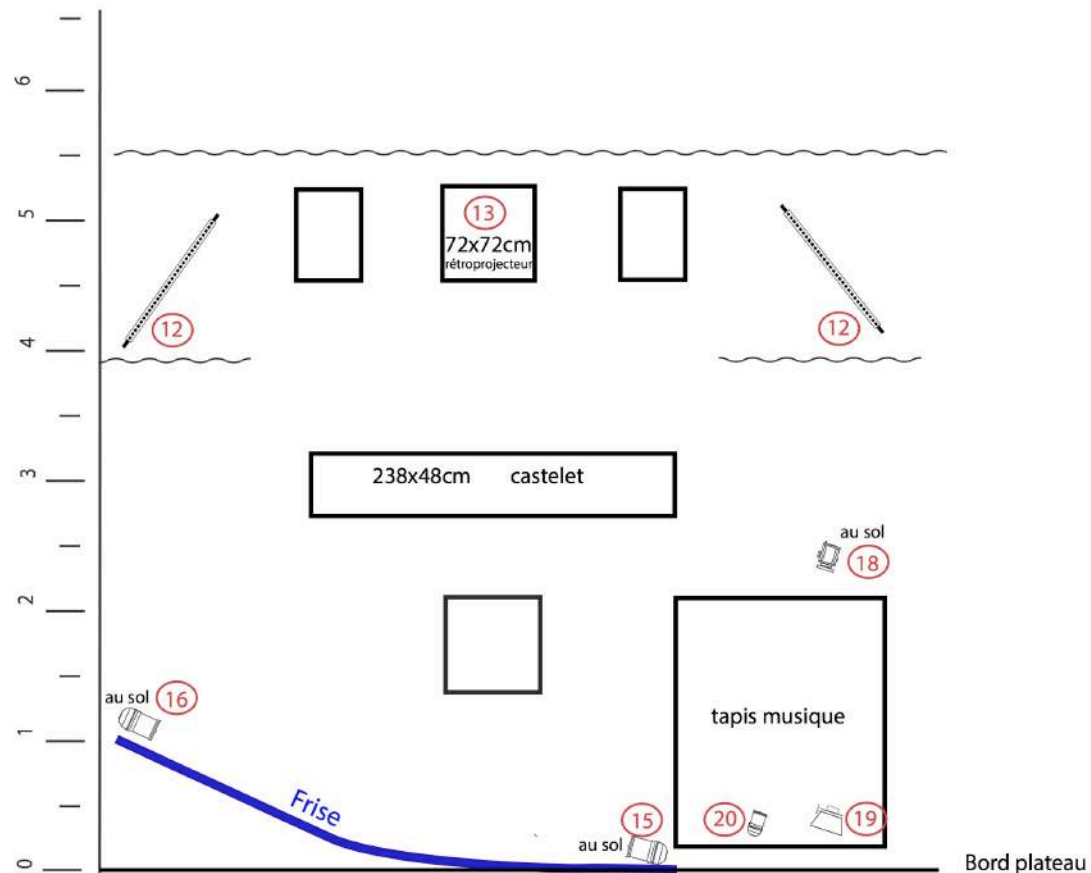 6
5
13
72x72cm
rétroprojecteur
12
12
4
3
238x48cm castelet
au sol
18
2
au sol 16
tapis musique
1
Frise
15
au sol
20
19
0
Bord plateau